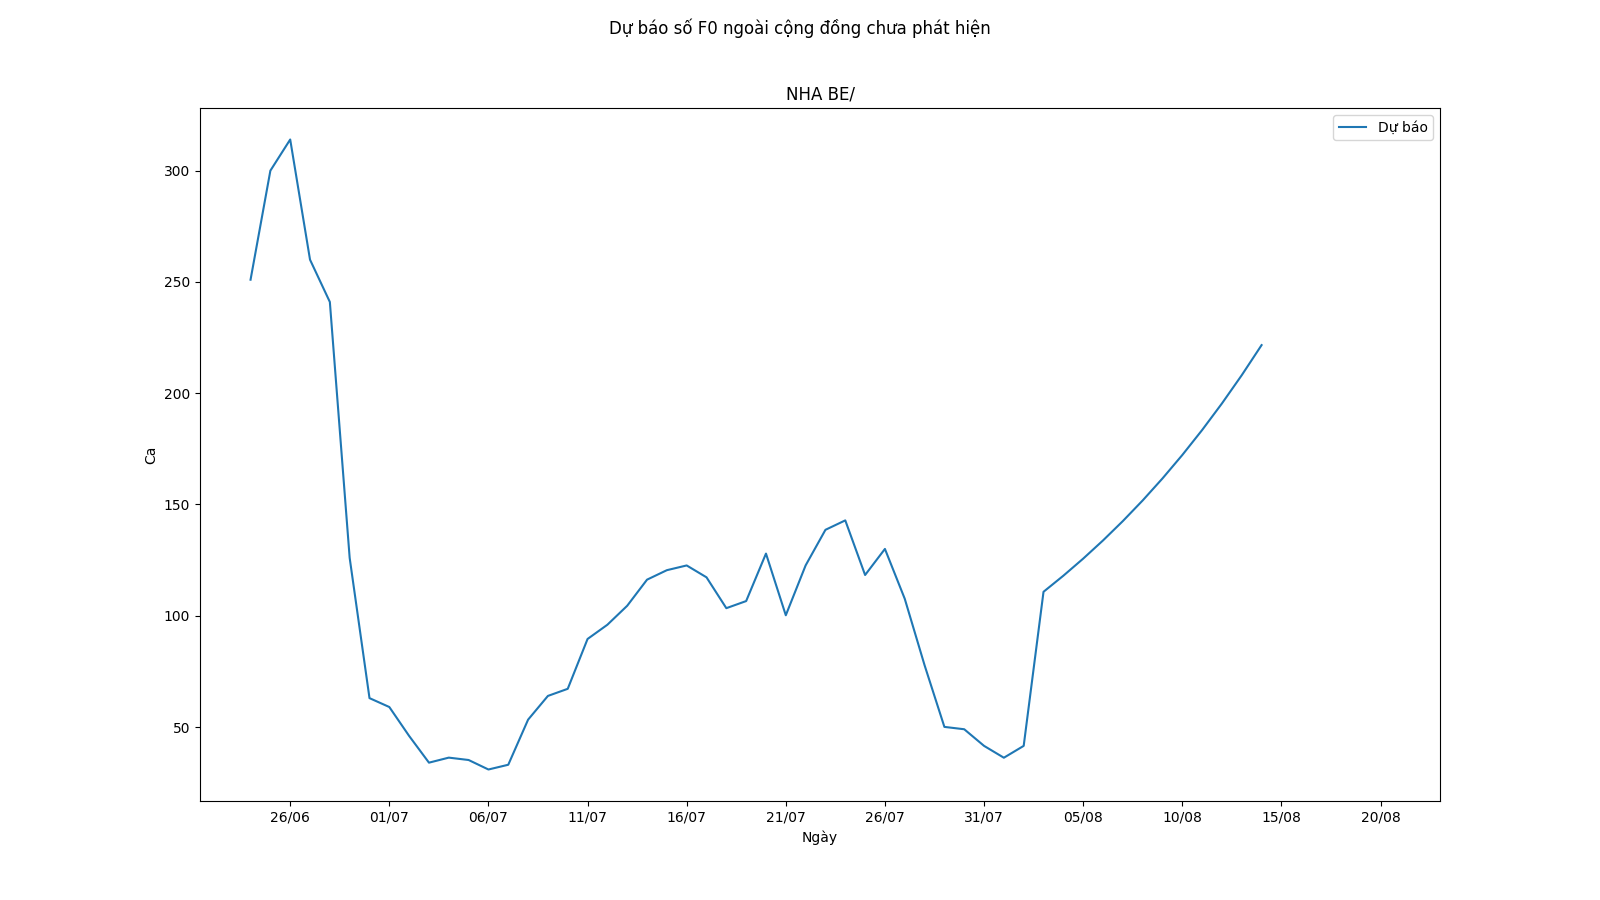 Dự báo số F0 ngoài cộng đồng chưa phát hiện
NHA BE/
Dự báo
300
250
200
150
100
50
Ca
26/06 01/07 06/07 11/07 16/07 21/07 26/07 31/07 05/08 10/08 15/08 20/08
Ngày